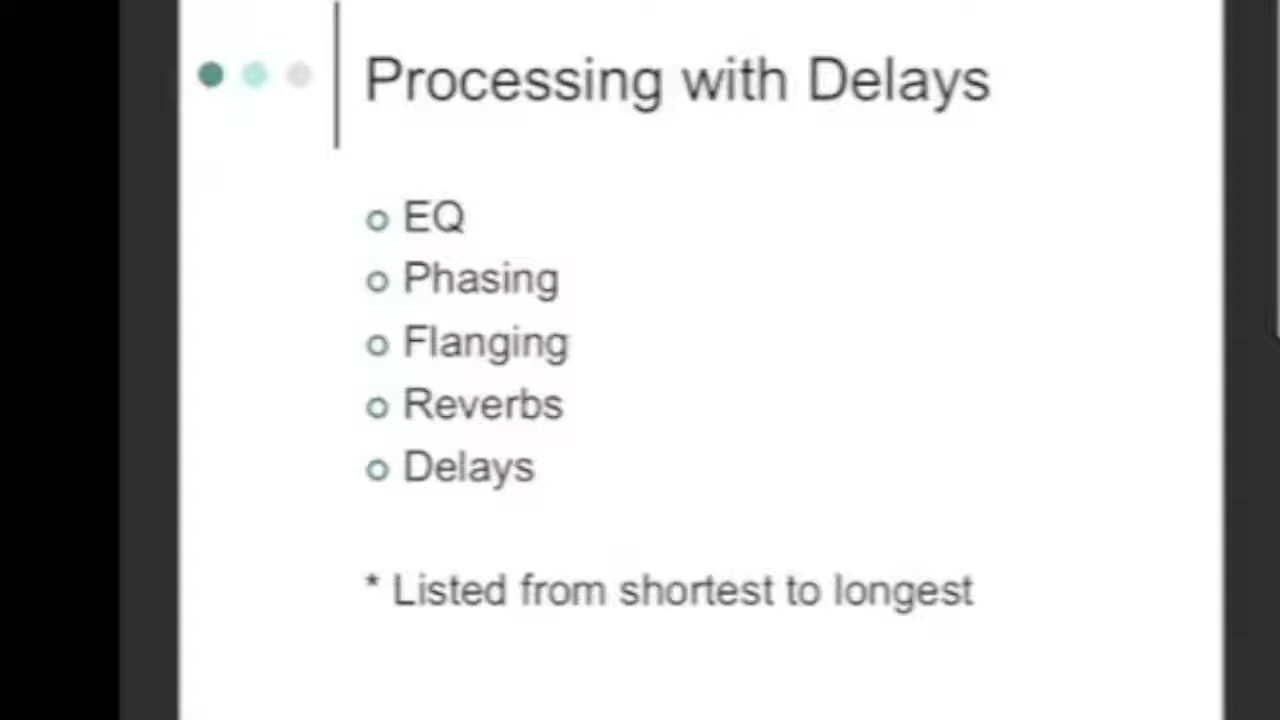 Processing with Delays
EQ
Phasing
Flanging
Reverbs
Delays
* Listed from shortest to longest